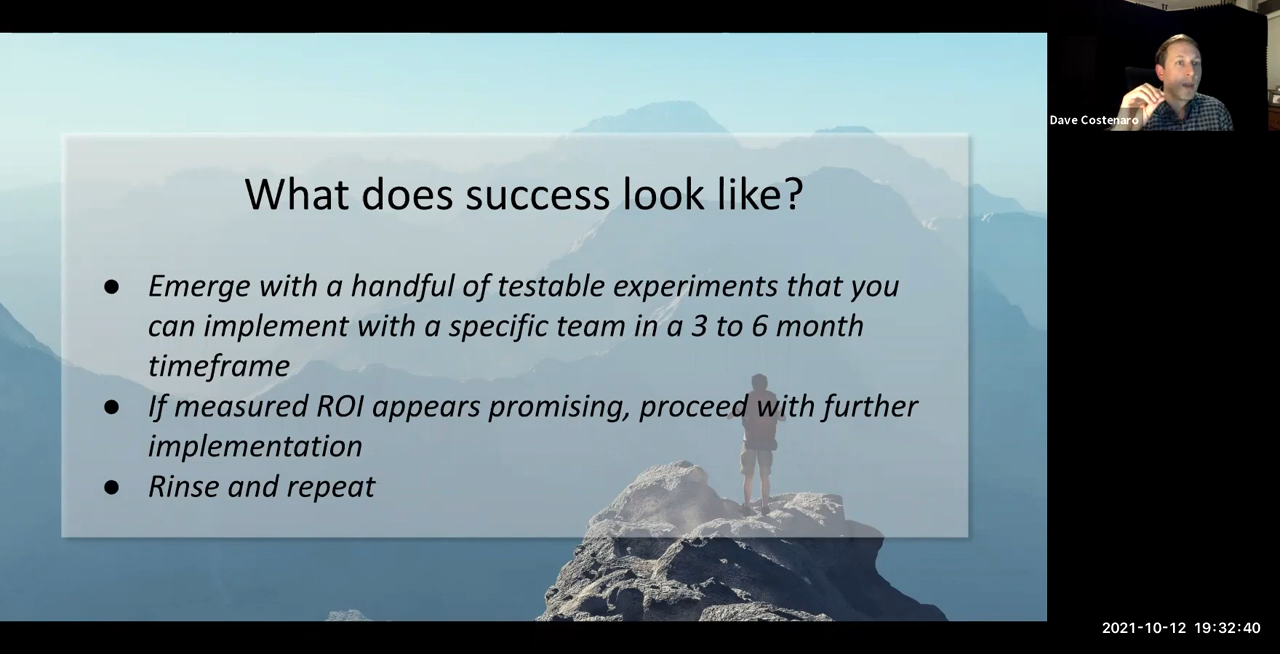 What does success look like?
● Emerge with a handful of testable experiments that you
can implement with a specific team in a 3 to 6 month
timeframe
● If measured ROI appears promising, proceed with further
implementation
● Rinse and repeat
Dave Costenaro
2021-10-12 19:32:40